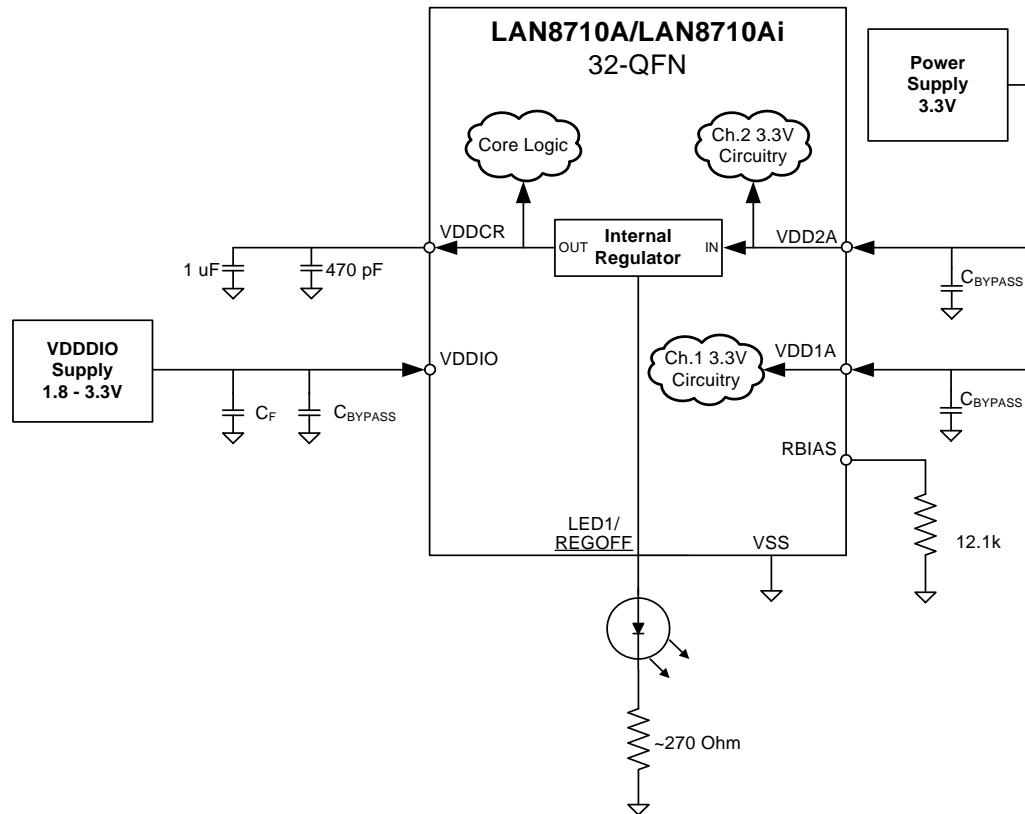 LAN8710A/LAN8710Ai
32-QFN
Power
Supply
3.3V
Core Logic
Ch.2 3.3V
Circuitry
VDDCR
OUT
Internal
Regulator
IN
VDD2A
1 uF
470 pF
CBYPASS
VDDDIO
Supply
1.8 - 3.3V
VDDIO
Ch.1 3.3V
Circuitry
VDD1A
CF
CBYPASS
CBYPASS
RBIAS
LED1/
REGOFF
VSS
12.1k
~270 Ohm